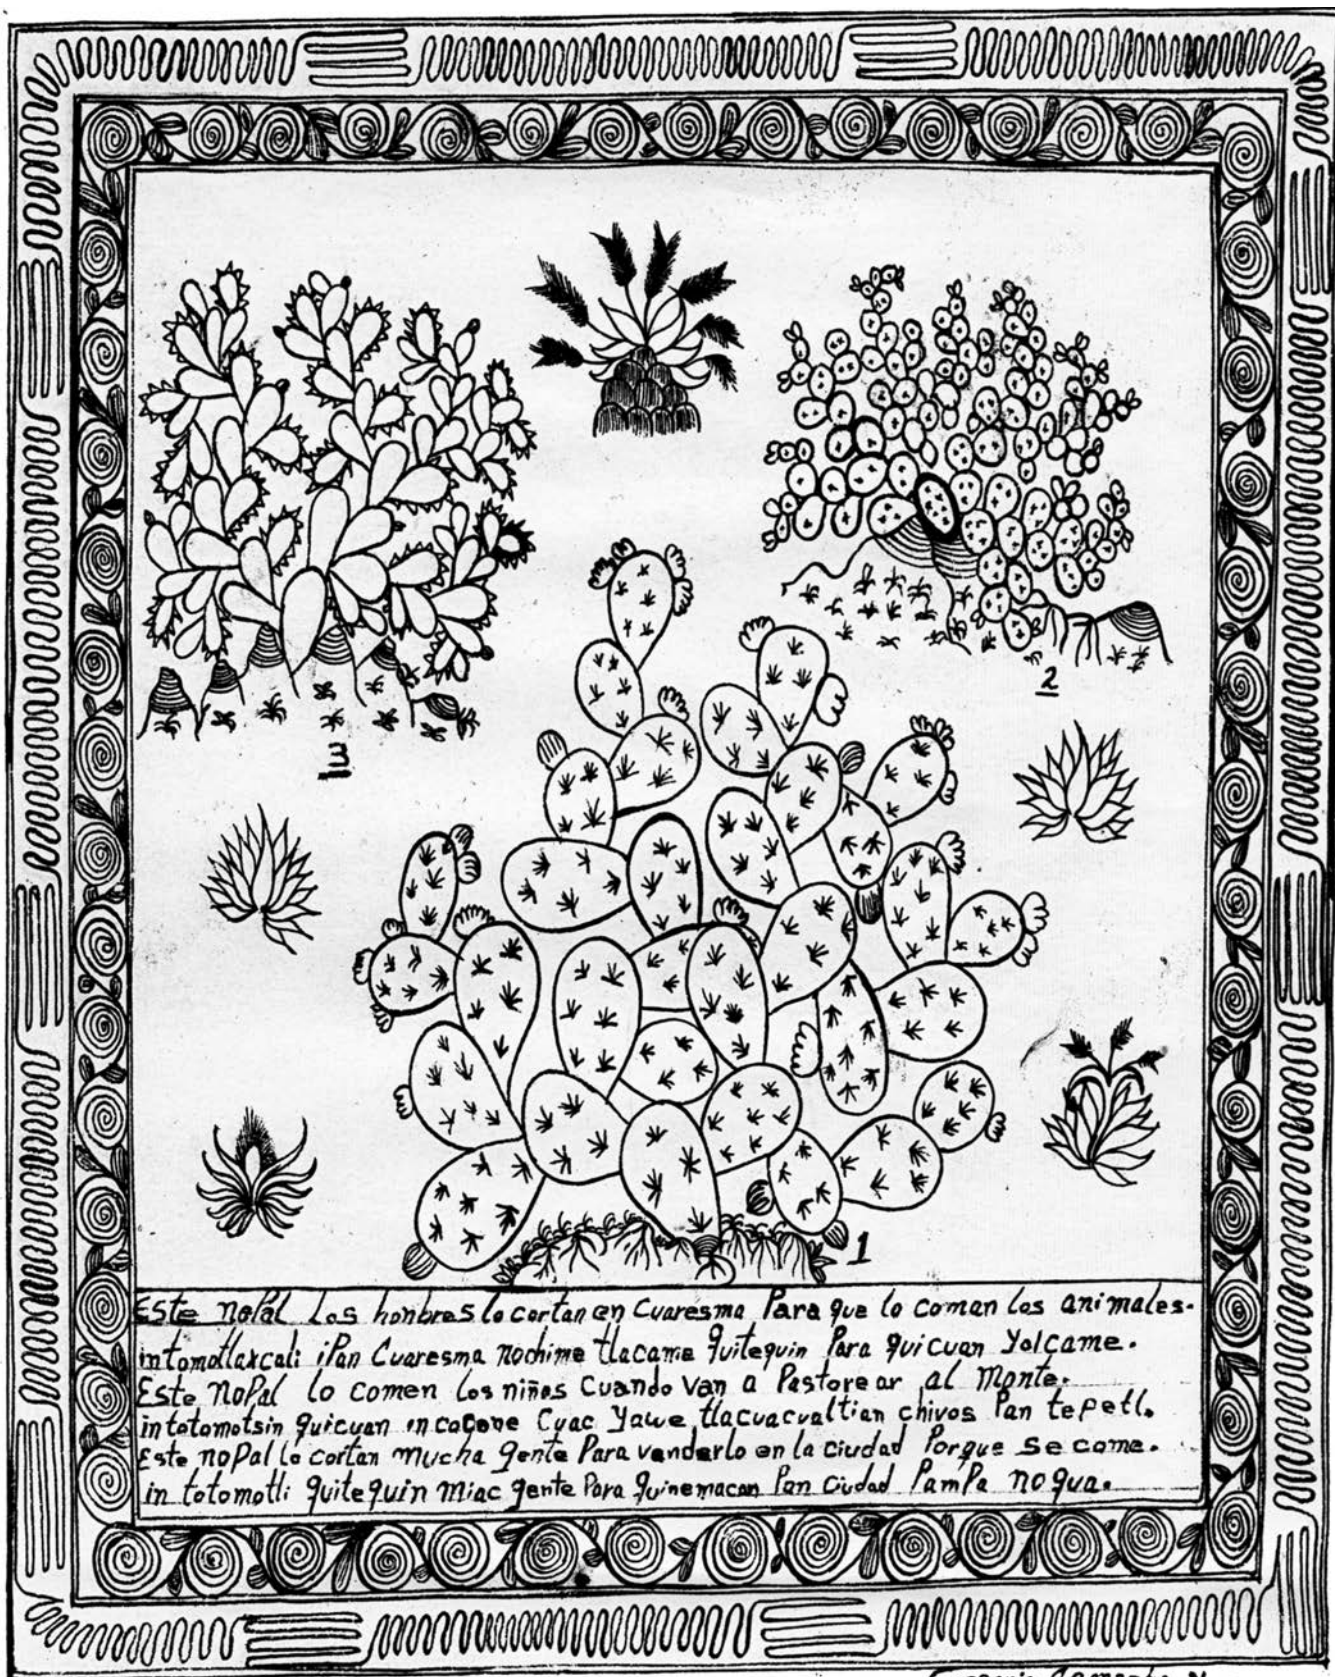 3
2
1
Este noPal los honbres lo cortan en Cuaresma Para que lo coman los animales.
intomotlaxcali iPan Cuaresma nochime tlacame quitequin Para quicuan Yolcame.
Este noPal lo comen los niños Cuando van a Pastorear al Monte.
intotomotsin quicuan in cocone Cuac Yawe tlacuacualtian chivos Pan tepetl.
Este noPal lo cortan mucha gente Para venderlo en la ciudad Porque se come.
in totomotli quitequin miac gente Para quinemacan Pan Ciudad PamPa noqua.